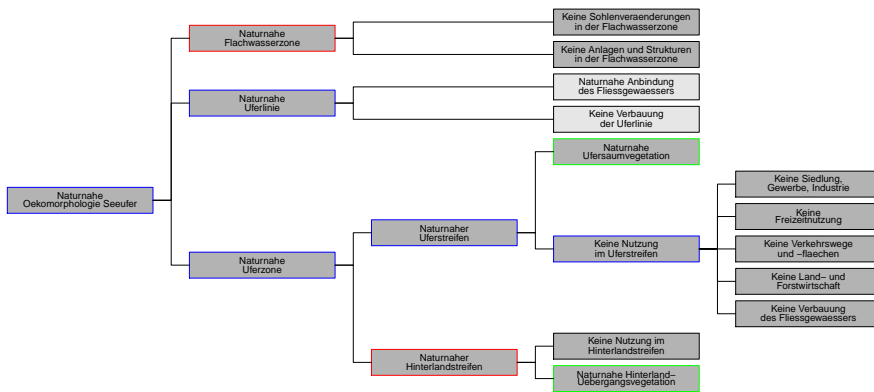 Keine Sohlenveraenderungen
in der Flachwasserzone
Naturnahe
Flachwasserzone
Keine Anlagen und Strukturen
in der Flachwasserzone
Naturnahe Anbindung
des Fliessgewaessers
Naturnahe
Uferlinie
Keine Verbauung
der Uferlinie
Naturnahe
Ufersaumvegetation
Keine Siedlung,
Gewerbe, Industrie
Naturnahe
Oekomorphologie Seeufer
Keine
Freizeitnutzung
Naturnaher
Uferstreifen
Keine Nutzung
im Uferstreifen
Keine Verkehrswege
und −flaechen
Naturnahe
Uferzone
Keine Land− und
Forstwirtschaft
Keine Verbauung
des Fliessgewaessers
Keine Nutzung im
Hinterlandstreifen
Naturnaher
Hinterlandstreifen
Naturnahe Hinterland−
Uebergangsvegetation